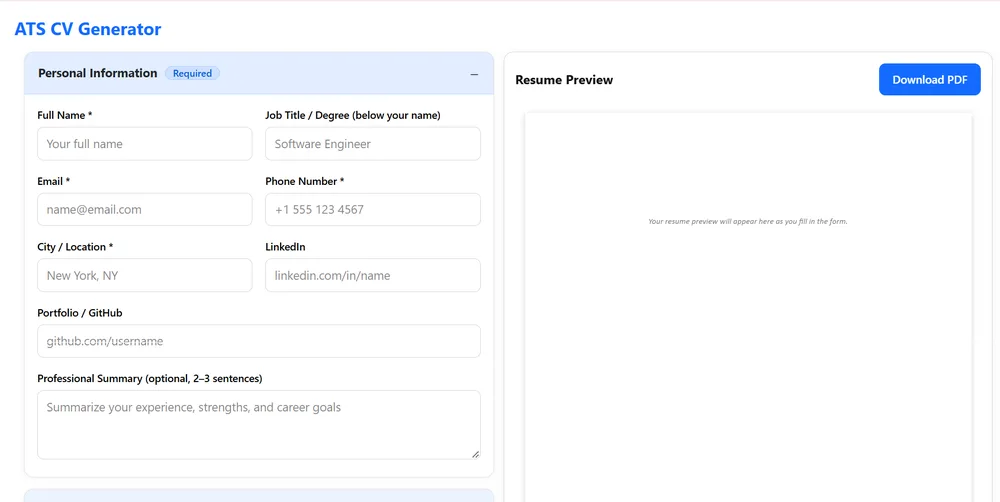 ATS CV Generator
Personal Information Required –
Full Name * Job Title / Degree (below your name)
Your full name Software Engineer
Email * Phone Number *
name@email.com +1 555 123 4567
City / Location * LinkedIn
New York, NY linkedin.com/in/name
Portfolio / GitHub
github.com/username
Professional Summary (optional, 2–3 sentences)
Summarize your experience, strengths, and career goals
Resume Preview Download PDF
Your resume preview will appear here as you fill in the form.